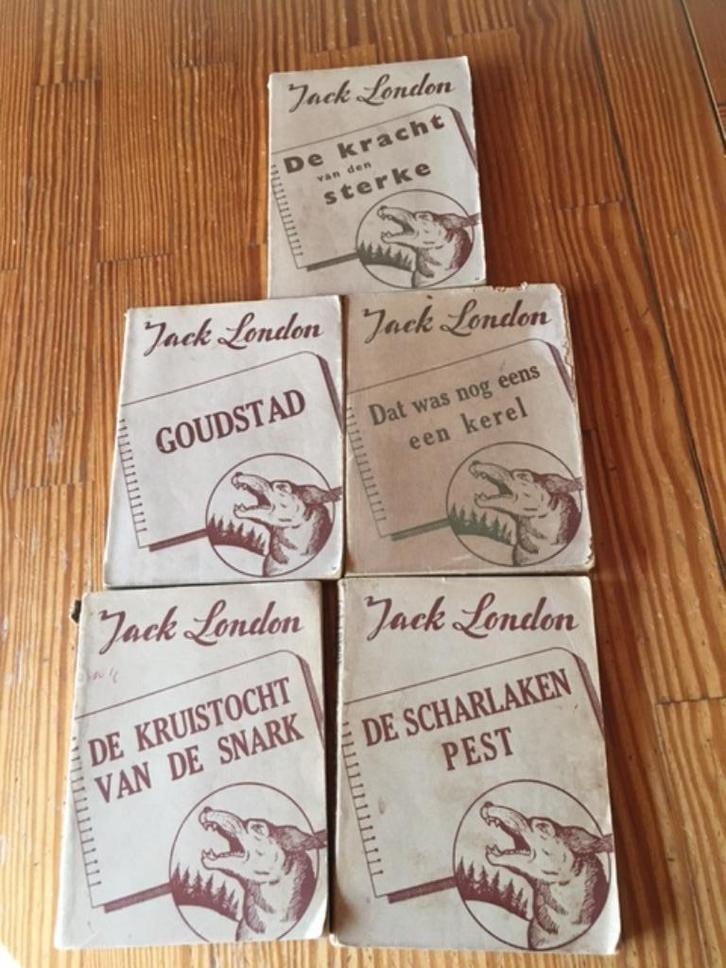 Jack London
De kracht
van den
sterke
Jack London
GOUDSTAD
Jack London
Dat was nog eens
een kerel
Jack London
DE KRUISTOCHT
VAN DE SNARK
Jack London
DE SCHARLAKEN
PEST